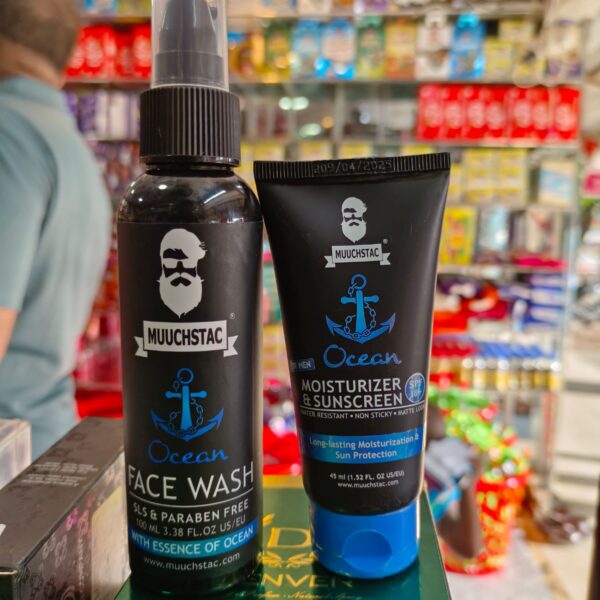 MUUCHSTAC
®
Ocean
FACE WASH
SLS & PARABEN FREE
100 ML 3.38 FL.OZ US/EU
WITH ESSENCE OF OCEAN
www.muuchstac.com
MUUCHSTAC
®
Ocean
MEN
MOISTURIZER
& SUNSCREEN
SPF
WATER RESISTANT • NON STICKY • MATTE LOOK
Long-lasting Moisturization &
Sun Protection
45 ml (1.52 FL. OZ US/EU)
www.muuchstac.com